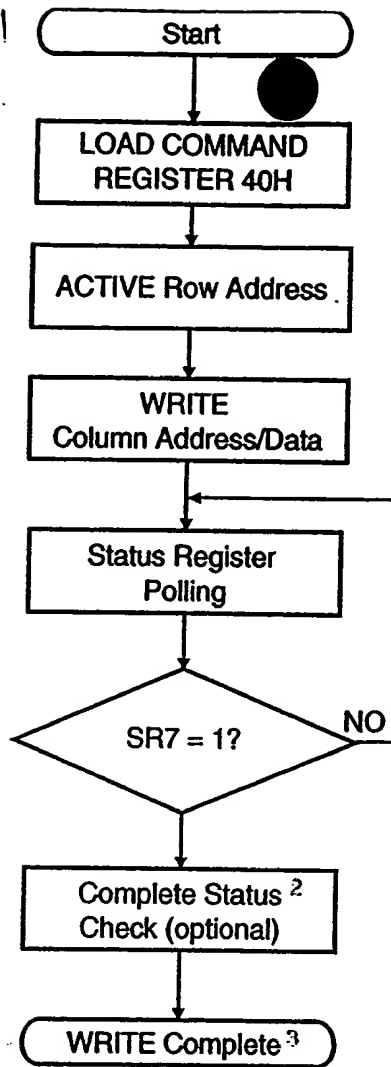 Start
LOAD COMMAND
REGISTER 40H
ACTIVE Row Address
WRITE
Column Address/Data
Status Register
Polling
SR7 = 1?
NO
Complete Status 2
Check (optional)
WRITE Complete 3